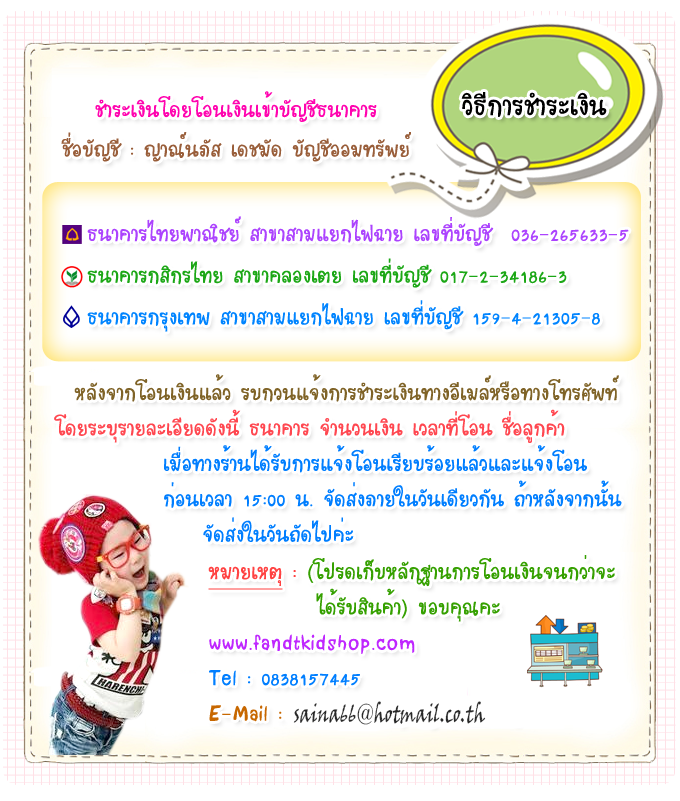 วิธีการชำระเงิน
ชำระเงินโดยโอนเงินเข้าบัญชีธนาคาร
ชื่อบัญชี : ญาณ์นภัส เดชมัด บัญชีออมทรัพย์
ธนาคารไทยพาณิชย์ สาขาสามแยกไฟฉาย เลขที่บัญชี 036-265633-5
ธนาคารกสิกรไทย สาขาคลองเตย เลขที่บัญชี 017-2-34186-3
ธนาคารกรุงเทพ สาขาสามแยกไฟฉาย เลขที่บัญชี 159-4-21305-8
หลังจากโอนเงินแล้ว รบกวนแจ้งการชำระเงินทางอีเมล์หรือทางโทรศัพท์
โดยระบุรายละเอียดดังนี้ ธนาคาร จำนวนเงิน เวลาที่โอน ชื่อลูกค้า
เมื่อทางร้านได้รับการแจ้งโอนเรียบร้อยแล้วและแจ้งโอน
ก่อนเวลา 15:00 น. จัดส่งภายในวันเดียวกัน ถ้าหลังจากนั้น
จัดส่งในวันถัดไปค่ะ
หมายเหตุ : (โปรดเก็บหลักฐานการโอนเงินจนกว่าจะ
ได้รับสินค้า) ขอบคุณคะ
www.fandtkidshop.com
Tel : 0838157445
E-Mail : saina66@hotmail.co.th